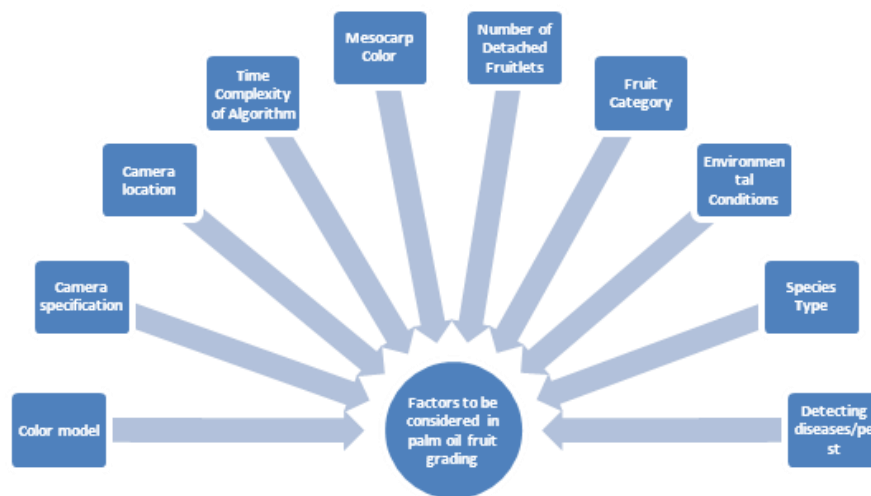 Mesocarp
Color
Number of
Detached
Fruitlets
Time
Complexity
of Algorithm
Fruit
Category
Camera
location
Environmen
tal
Conditions
Camera
specification
Species
Type
Color model
Factors to be
considered in
palm oil fruit
grading
Detecting
diseases/pe
st